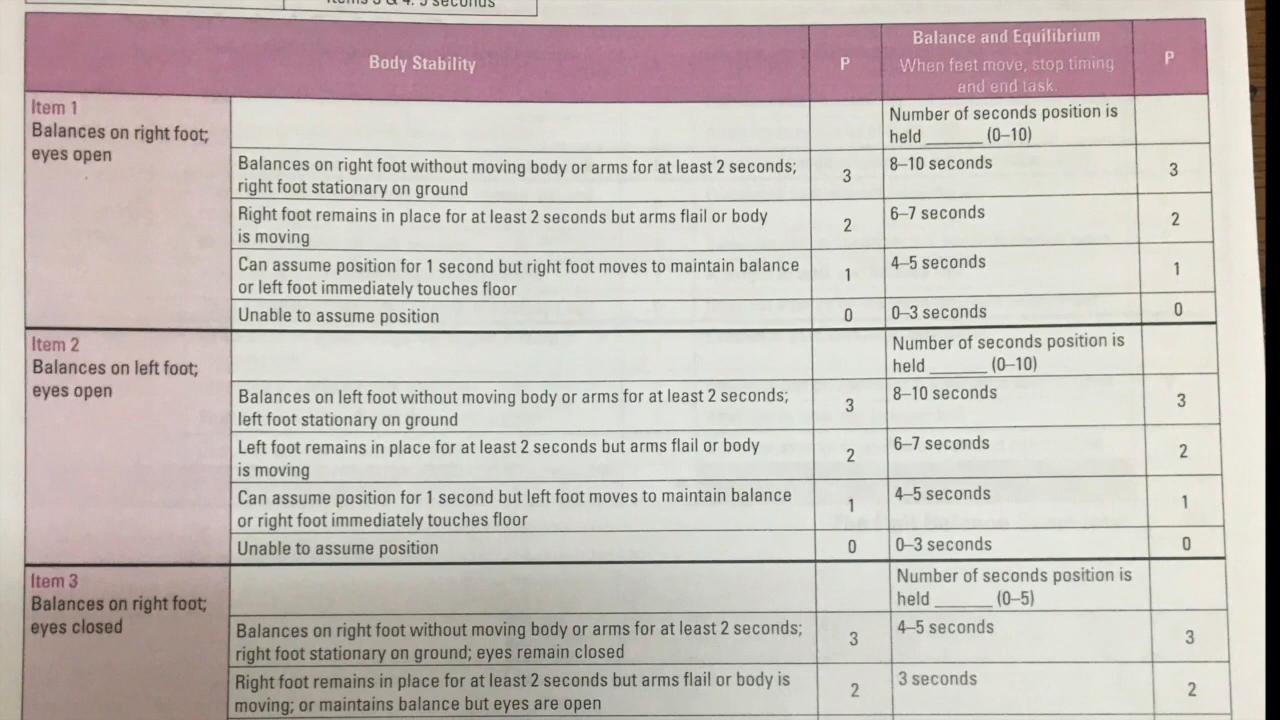 Items 3 & 4: 5 seconds
Body Stability
P
Balance and Equilibrium
When feet move, stop timing
and end task.
P
Item 1
Balances on right foot;
eyes open
Number of seconds position is
held ______ (0–10)
Balances on right foot without moving body or arms for at least 2 seconds;
right foot stationary on ground
3
8–10 seconds
3
Right foot remains in place for at least 2 seconds but arms flail or body
is moving
2
6–7 seconds
2
Can assume position for 1 second but right foot moves to maintain balance
or left foot immediately touches floor
1
4–5 seconds
1
Unable to assume position
0
0–3 seconds
0
Item 2
Balances on left foot;
eyes open
Number of seconds position is
held ______ (0–10)
Balances on left foot without moving body or arms for at least 2 seconds;
left foot stationary on ground
3
8–10 seconds
3
Left foot remains in place for at least 2 seconds but arms flail or body
is moving
2
6–7 seconds
2
Can assume position for 1 second but left foot moves to maintain balance
or right foot immediately touches floor
1
4–5 seconds
1
Unable to assume position
0
0–3 seconds
0
Item 3
Balances on right foot;
eyes closed
Number of seconds position is
held ______ (0–5)
Balances on right foot without moving body or arms for at least 2 seconds;
right foot stationary on ground; eyes remain closed
3
4–5 seconds
3
Right foot remains in place for at least 2 seconds but arms flail or body is
moving; or maintains balance but eyes are open
2
3 seconds
2